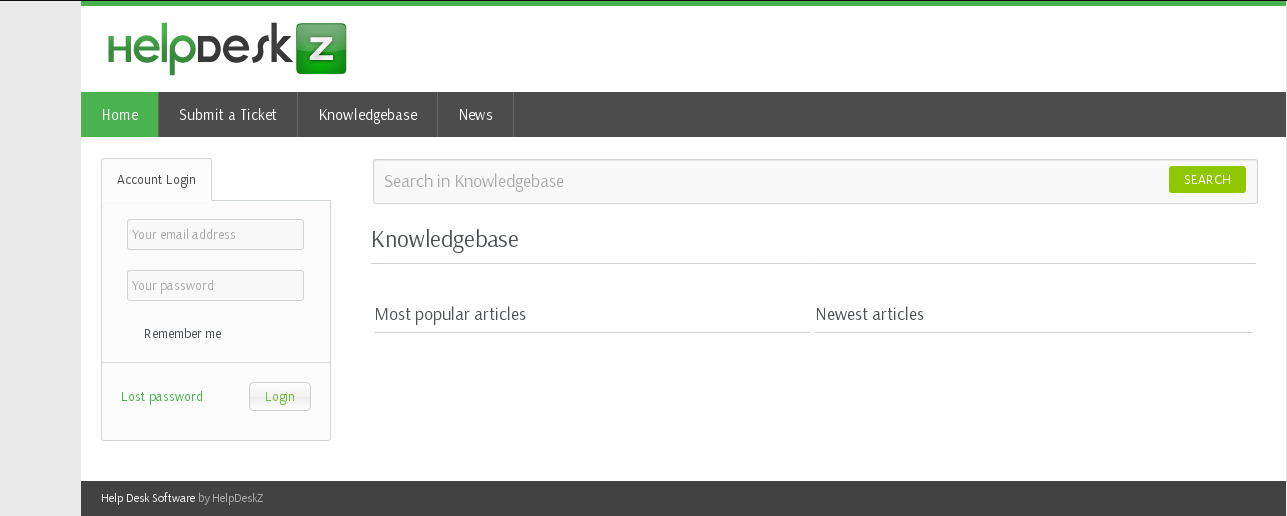 HelpDesk Z
Home Submit a Ticket Knowledgebase News
Account Login
Your email address
Your password
Remember me
Lost password Login
Search in Knowledgebase SEARCH
Knowledgebase
Most popular articles
Newest articles
Help Desk Software by HelpDeskZ